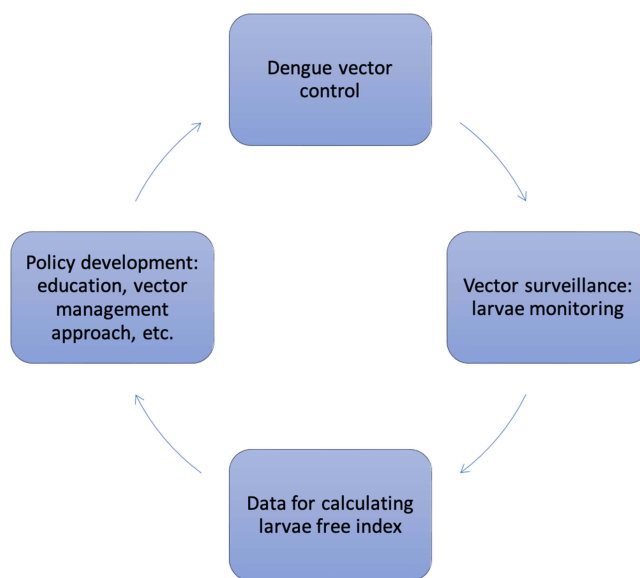 Dengue vector
control
Vector surveillance:
larvae monitoring
Data for calculating
larvae free index
Policy development:
education, vector
management
approach, etc.